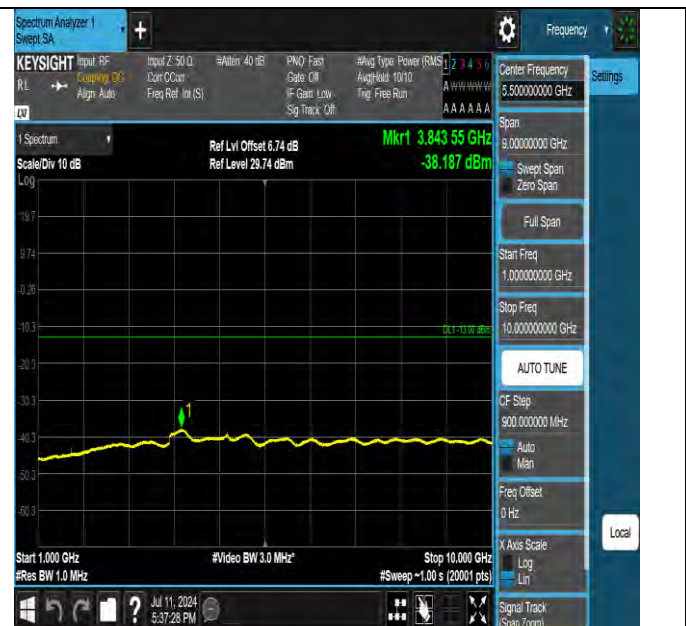 Spectrum Analyzer 1
Swept SA
Frequency
KEYSIGHT Input: RF
Input Z: 50 Ω
#Atten: 40 dB
PNO: Fast
#Avg Type: Power (RMS
1 2 3 4 5 6
RL
Coupling: DC
Corr CCorr
Gate: Off
Avg|Hold: 10/10
A W W W W W
Align: Auto
Freq Ref: Int (S)
IF Gain: Low
Trig: Free Run
Sig Track: Off
A A A A A A
LXI
1 Spectrum
Ref Lvl Offset 6.74 dB
Mkr1 3.843 55 GHz
Scale/Div 10 dB
Ref Level 29.74 dBm
-38.187 dBm
Log
19.7
9.74
-0.26
-10.3
DL1 -13.00 dBm
-20.3
-30.3
1
-40.3
-50.3
-60.3
Start 1.000 GHz
#Video BW 3.0 MHz*
Stop 10.000 GHz
#Res BW 1.0 MHz
#Sweep ~1.00 s (20001 pts)
Jul 11, 2024
5:37:28 PM
?
Center Frequency
5.500000000 GHz
Settings
Span
9.00000000 GHz
Swept Span
Zero Span
Full Span
Start Freq
1.000000000 GHz
Stop Freq
10.000000000 GHz
AUTO TUNE
CF Step
900.000000 MHz
Auto
Man
Freq Offset
0 Hz
Local
X Axis Scale
Log
Lin
Signal Track
(Span Zoom)